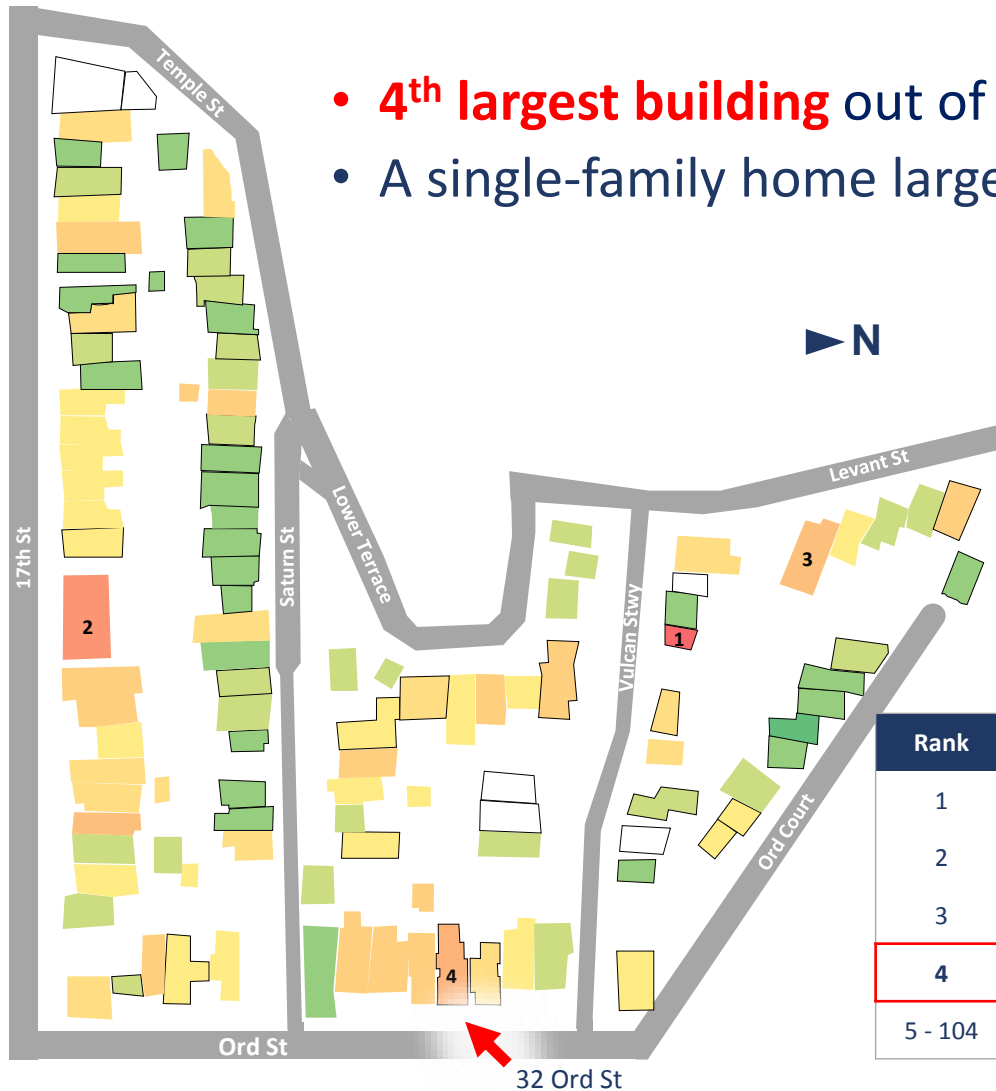 • 4th largest building out of
• A single-family home large
Temple St
►N
Levant St
17th St
Saturn St
Lower Terrace
Vulcan Stwy
3
2
1
Rank
1
2
3
4
5 - 104
Ord Court
4
Ord St
32 Ord St